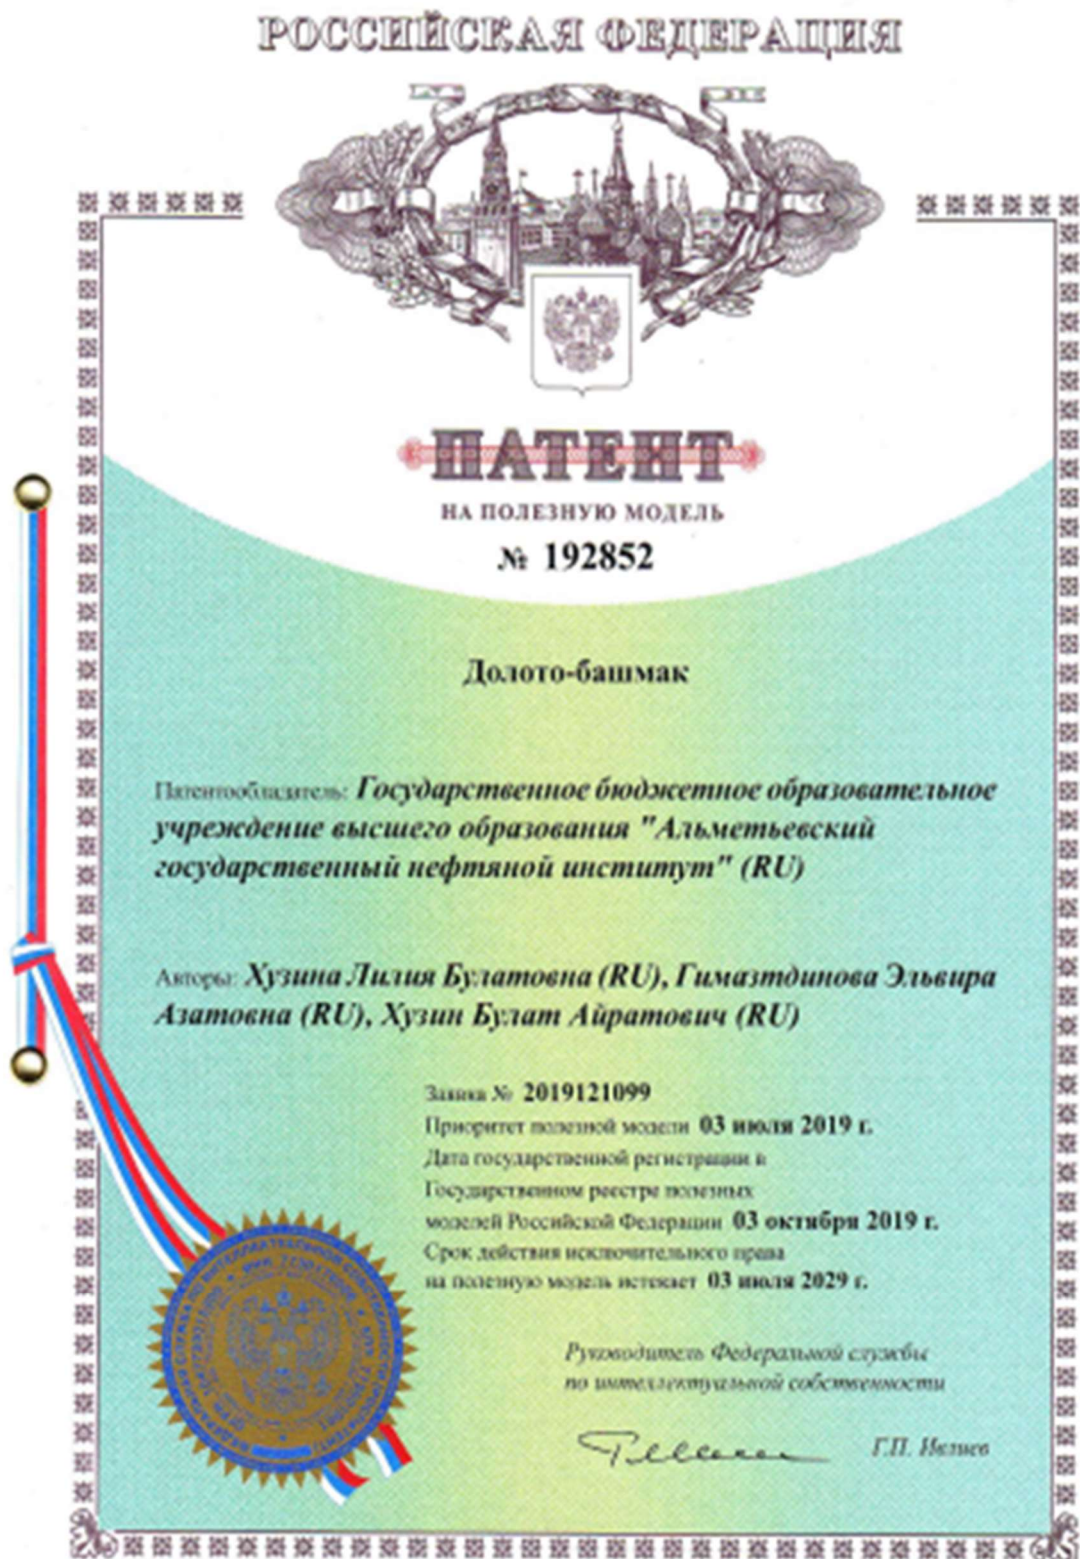 РОССИЙСКАЯ ФЕДЕРАЦИЯ
ПАТЕНТ
НА ПОЛЕЗНУЮ МОДЕЛЬ
№ 192852
Долото-башмак
Патентообладатель: Государственное бюджетное образовательное
учреждение высшего образования "Альметьевский
государственный нефтяной институт" (RU)
Авторы: Хузина Лилия Булатовна (RU), Гимазтдинова Эльвира
Азатовна (RU), Хузин Булат Айратович (RU)
Заявка № 2019121099
Приоритет полезной модели 03 июля 2019 г.
Дата государственной регистрации в
Государственном реестре полезных
моделей Российской Федерации 03 октября 2019 г.
Срок действия исключительного права
на полезную модель истекает 03 июля 2029 г.
Руководитель Федеральной службы
по интеллектуальной собственности
Г.П. Ивлиев